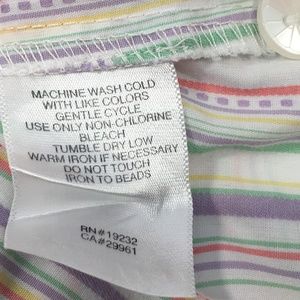 MACHINE WASH COLD
WITH LIKE COLORS
GENTLE CYCLE
USE ONLY NON-CHLORINE
BLEACH
TUMBLE DRY LOW
WARM IRON IF NECESSARY
DO NOT TOUCH
IRON TO BEADS
RN#19232
CA#29961